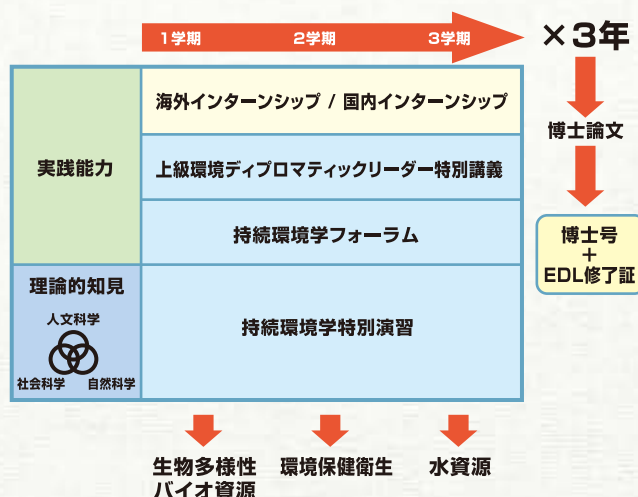 1学期 2学期 3学期
×3年
海外インターンシップ / 国内インターンシップ
実践能力
上級環境ディプロマティックリーダー特別講義
持続環境学フォーラム
博士論文
博士号
+
EDL修了証
理論的知見
人文科学
社会科学 自然科学
持続環境学特別演習
生物多様性
バイオ資源
環境保健衛生
水資源